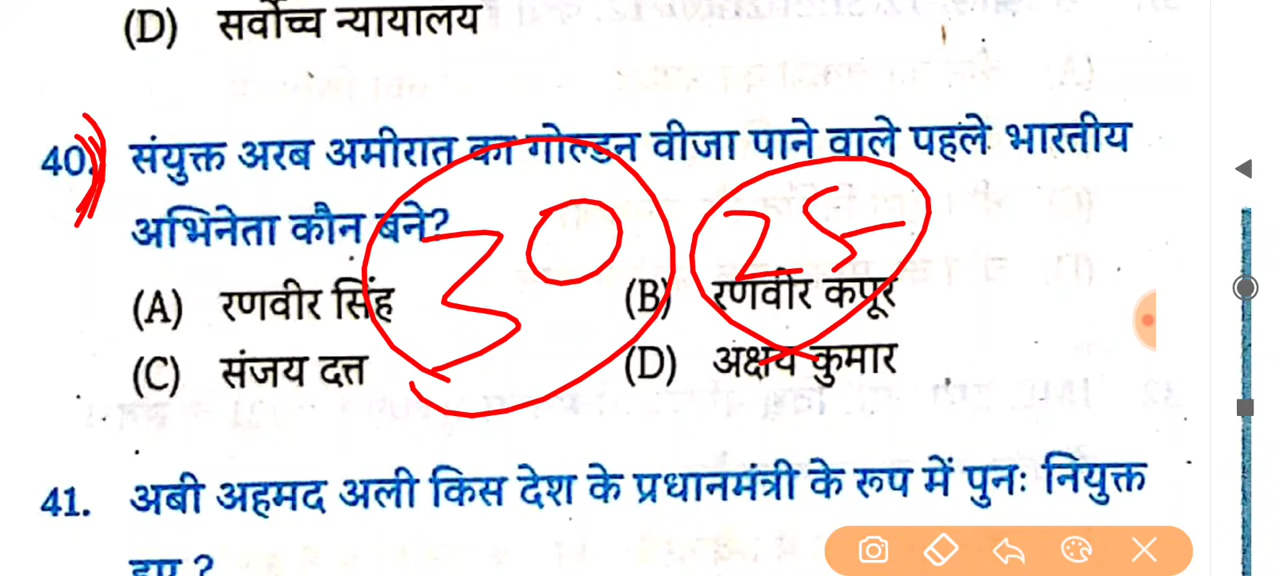 (D) सर्वोच्च न्यायालय
40. संयुक्त अरब अमीरात का गोल्डन वीजा पाने वाले पहले भारतीय
अभिनेता कौन बने?
30 25
(A) रणवीर सिंह (B) रणवीर कपूर
(C) संजय दत्त (D) अक्षय कुमार
41. अबी अहमद अली किस देश के प्रधानमंत्री के रूप में पुनः नियुक्त
हुए ?